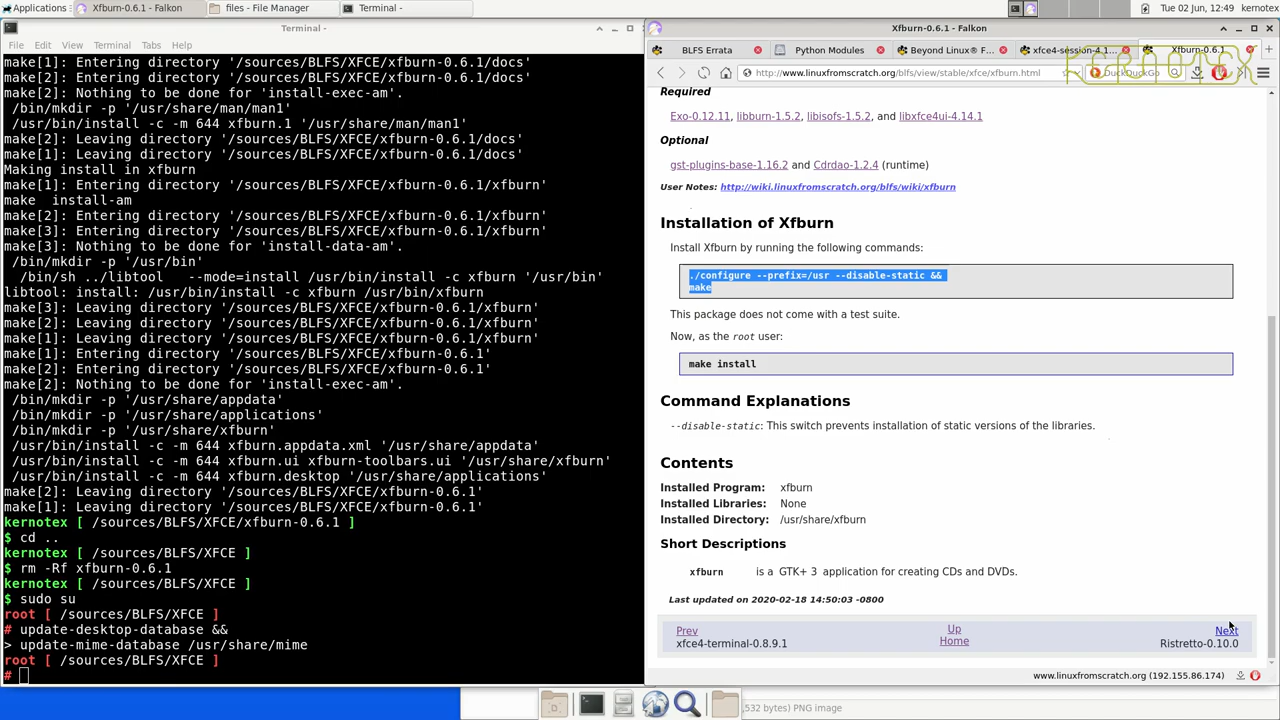 Applications
Xfburn-0.6.1 - Falkon
files - File Manager
Terminal -
Tue 02 Jun, 12:49
kernotex
Terminal -
File Edit View Terminal Tabs Help
make[1]: Entering directory '/sources/BLFS/XFCE/xfburn-0.6.1/docs'
make[2]: Entering directory '/sources/BLFS/XFCE/xfburn-0.6.1/docs'
make[2]: Nothing to be done for 'install-exec-am'.
/bin/mkdir -p '/usr/share/man/man1'
/usr/bin/install -c -m 644 xfburn.1 '/usr/share/man/man1'
make[2]: Leaving directory '/sources/BLFS/XFCE/xfburn-0.6.1/docs'
make[1]: Leaving directory '/sources/BLFS/XFCE/xfburn-0.6.1/docs'
Making install in xfburn
make[1]: Entering directory '/sources/BLFS/XFCE/xfburn-0.6.1/xfburn'
make  install-am
make[2]: Entering directory '/sources/BLFS/XFCE/xfburn-0.6.1/xfburn'
make[3]: Entering directory '/sources/BLFS/XFCE/xfburn-0.6.1/xfburn'
make[3]: Nothing to be done for 'install-data-am'.
/bin/mkdir -p '/usr/bin'
/bin/sh ../libtool   --mode=install /usr/bin/install -c xfburn '/usr/bin'
libtool: install: /usr/bin/install -c xfburn /usr/bin/xfburn
make[3]: Leaving directory '/sources/BLFS/XFCE/xfburn-0.6.1/xfburn'
make[2]: Leaving directory '/sources/BLFS/XFCE/xfburn-0.6.1/xfburn'
make[1]: Leaving directory '/sources/BLFS/XFCE/xfburn-0.6.1/xfburn'
make[1]: Entering directory '/sources/BLFS/XFCE/xfburn-0.6.1'
make[2]: Entering directory '/sources/BLFS/XFCE/xfburn-0.6.1'
make[2]: Nothing to be done for 'install-exec-am'.
/bin/mkdir -p '/usr/share/appdata'
/bin/mkdir -p '/usr/share/applications'
/bin/mkdir -p '/usr/share/xfburn'
/usr/bin/install -c -m 644 xfburn.appdata.xml '/usr/share/appdata'
/usr/bin/install -c -m 644 xfburn.ui xfburn-toolbars.ui '/usr/share/xfburn'
/usr/bin/install -c -m 644 xfburn.desktop '/usr/share/applications'
make[2]: Leaving directory '/sources/BLFS/XFCE/xfburn-0.6.1'
make[1]: Leaving directory '/sources/BLFS/XFCE/xfburn-0.6.1'
kernotex [ /sources/BLFS/XFCE/xfburn-0.6.1 ]
$ cd ..
kernotex [ /sources/BLFS/XFCE ]
$ rm -Rf xfburn-0.6.1
kernotex [ /sources/BLFS/XFCE ]
$ sudo su
root [ /sources/BLFS/XFCE ]
# update-desktop-database &&
> update-mime-database /usr/share/mime
root [ /sources/BLFS/XFCE ]
#
Xfburn-0.6.1 - Falkon
BLFS Errata
Python Modules
Beyond Linux® F...
xfce4-session-4.1...
Xfburn-0.6.1
http://www.linuxfromscratch.org/blfs/view/stable/xfce/xfburn.html
DuckDuckGo
KERNOTEX
Required
Exo-0.12.11, libburn-1.5.2, libisofs-1.5.2, and libxfce4ui-4.14.1
Optional
gst-plugins-base-1.16.2 and Cdrdao-1.2.4 (runtime)
User Notes: http://wiki.linuxfromscratch.org/blfs/wiki/xfburn
Installation of Xfburn
Install Xfburn by running the following commands:
./configure --prefix=/usr --disable-static &&
make
This package does not come with a test suite.
Now, as the root user:
make install
Command Explanations
--disable-static: This switch prevents installation of static versions of the libraries.
Contents
Installed Program: xfburn
Installed Libraries: None
Installed Directory: /usr/share/xfburn
Short Descriptions
xfburn is a GTK+ 3 application for creating CDs and DVDs.
Last updated on 2020-02-18 14:50:03 -0800
Prev
xfce4-terminal-0.8.9.1
Up
Home
Next
Ristretto-0.10.0
www.linuxfromscratch.org (192.155.86.174)
,532 bytes) PNG image